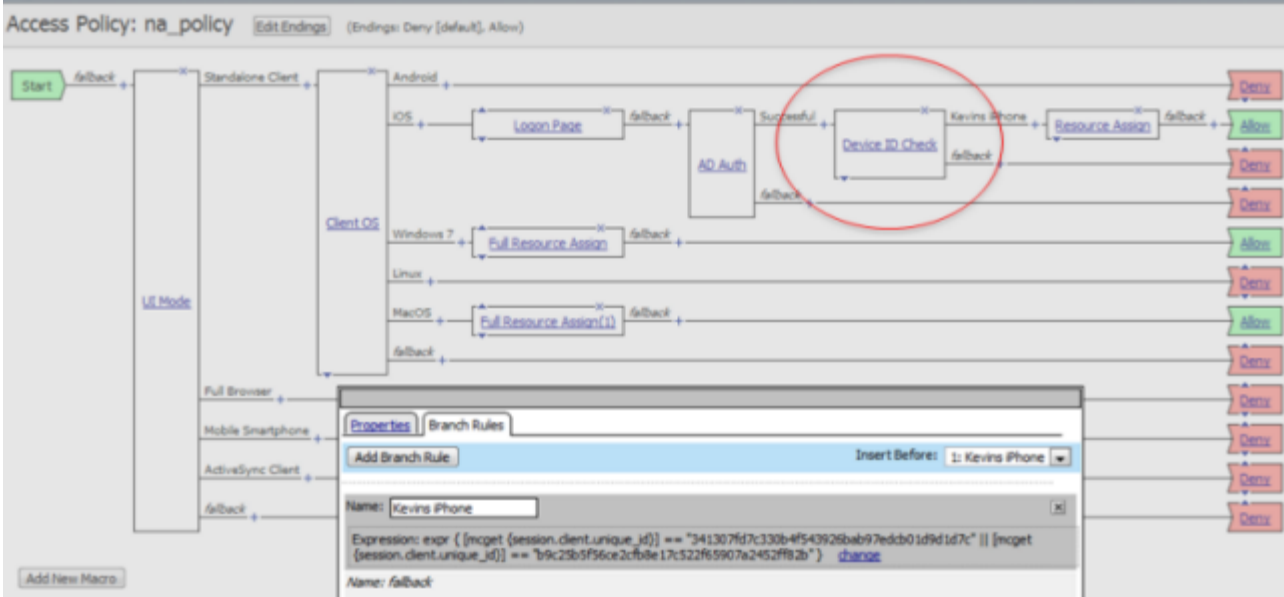 Access Policy: na_policy Edit Endings (Endings: Deny [default], Allow)
Start fallback + Standalone Client + Android + Deny
iOS + Logon Page fallback + Successful + Kevins iPhone + Resource Assign fallback + Allow
AD Auth Device ID Check fallback + Deny
fallback + Deny
Client OS Windows 7 + Full Resource Assign fallback + Allow
Linux + Deny
UI Mode MacOS + Full Resource Assign(1) fallback + Allow
fallback + Deny
Full Browser + Deny
Properties Branch Rules
Mobile Smartphone + Deny
Add Branch Rule Insert Before: 1: Kevins iPhone
ActiveSync Client + Deny
fallback + Deny
Name: Kevins iPhone
Expression: expr { [mcget {session.client.unique_id}] == "341307fd7c330b4f543926bab97edcb01d9d1d7c" || [mcget
{session.client.unique_id}] == "b9c25b5f56ce2cfb8e17c522f65907a2452ff82b" } change
Add New Macro
Name: fallback